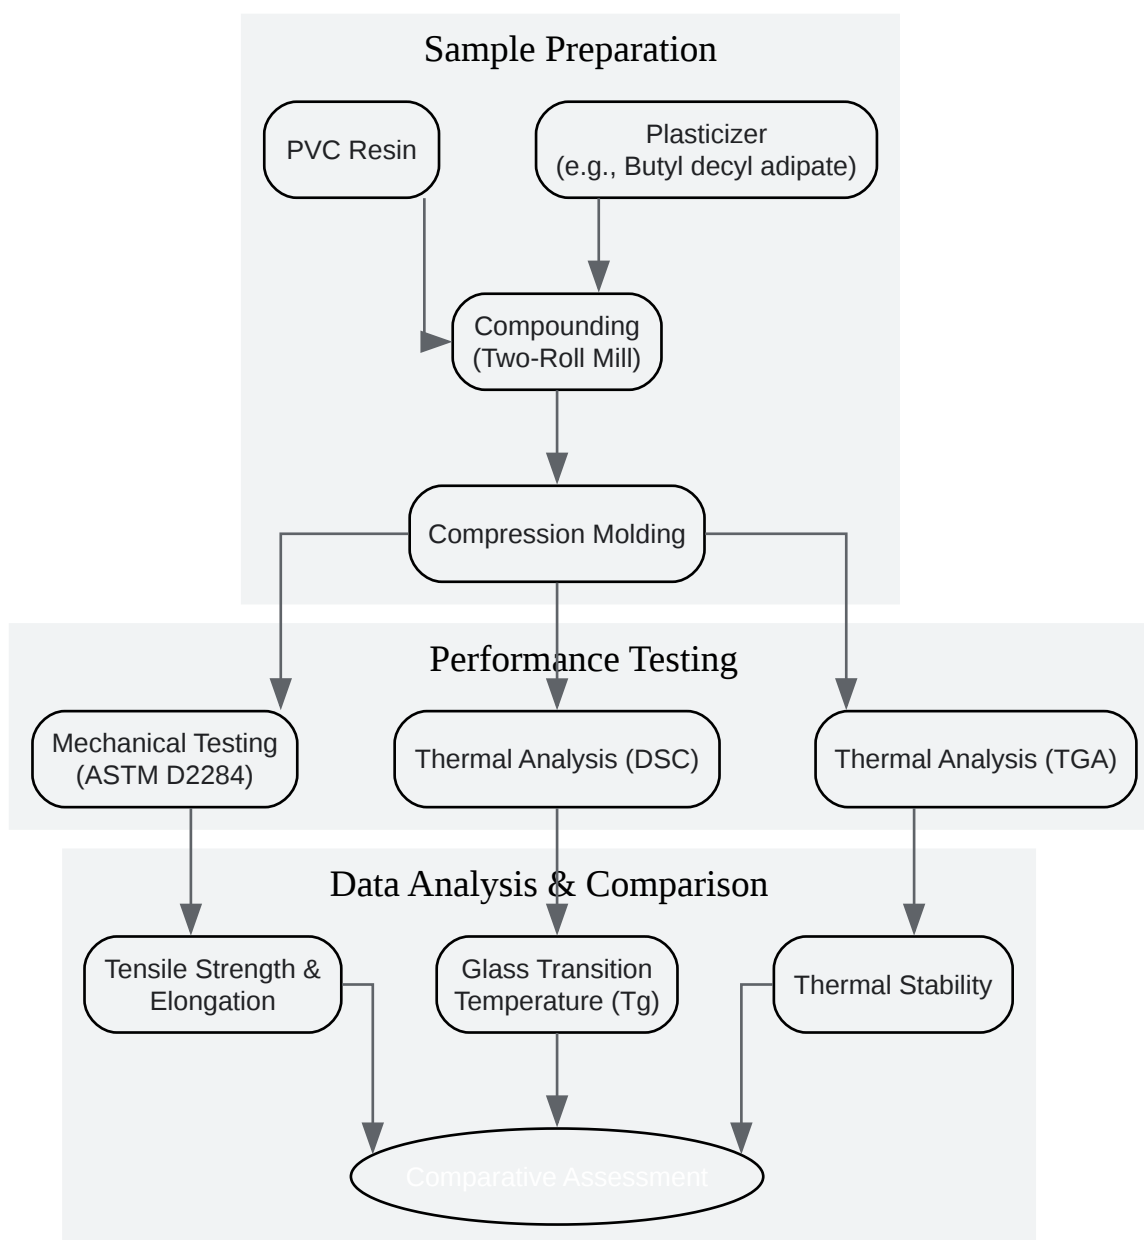 Sample Preparation
PVC Resin
Plasticizer
(e.g., Butyl decyl adipate)
Compounding
(Two-Roll Mill)
Compression Molding
Performance Testing
Mechanical Testing
(ASTM D2284)
Thermal Analysis (DSC)
Thermal Analysis (TGA)
Data Analysis & Comparison
Tensile Strength &
Elongation
Glass Transition
Temperature (Tg)
Thermal Stability
Comparative Assessment